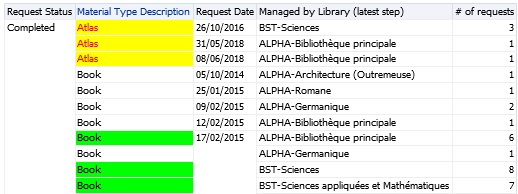 Request Status Material Type Description Request Date Managed by Library (latest step) # of requests
Completed Atlas 26/10/2016 BST-Sciences 3
Atlas 31/05/2018 ALPHA-Bibliothèque principale 1
Atlas 08/06/2018 ALPHA-Bibliothèque principale 1
Book 05/10/2014 ALPHA-Architecture (Outremeuse) 1
Book 25/01/2015 ALPHA-Romane 1
Book 09/02/2015 ALPHA-Germanique 2
Book 12/02/2015 ALPHA-Bibliothèque principale 1
Book 17/02/2015 ALPHA-Bibliothèque principale 6
Book ALPHA-Germanique 1
Book BST-Sciences 8
Book BST-Sciences appliquées et Mathématiques 7